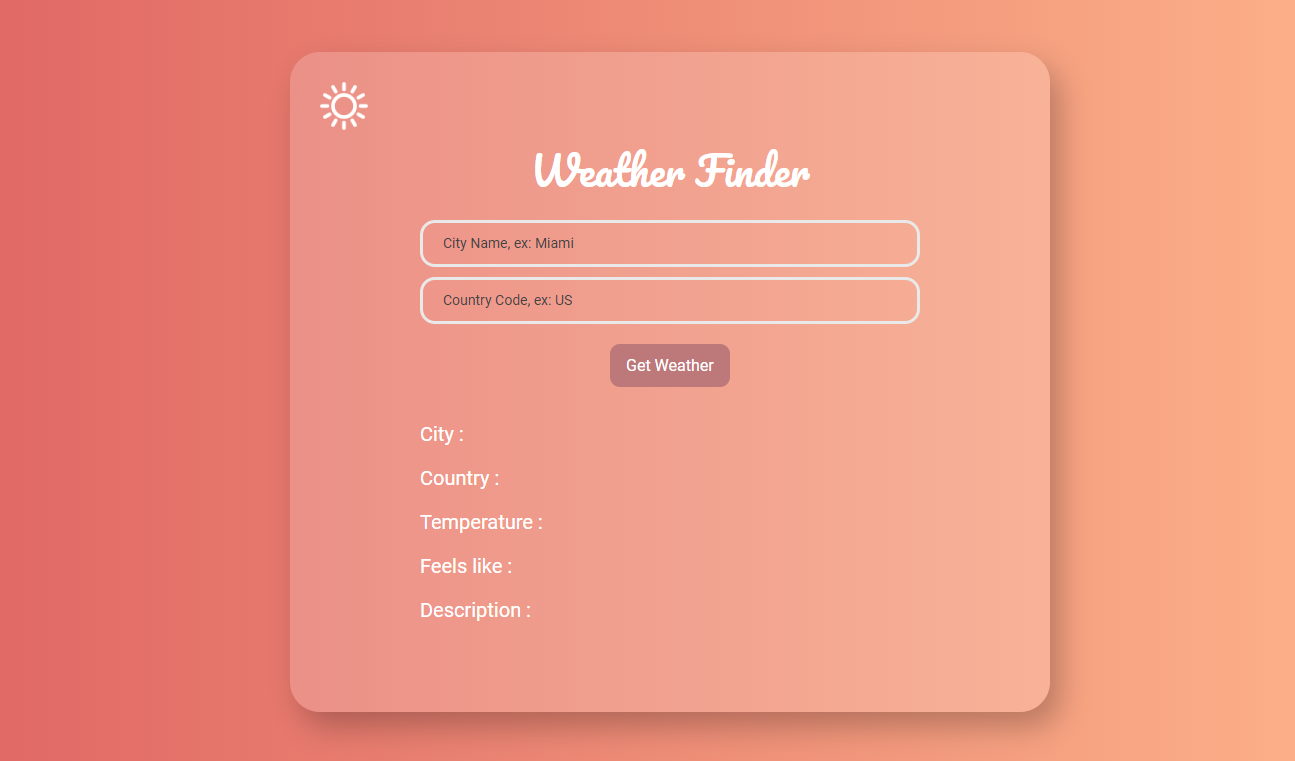 Weather Finder
City Name, ex: Miami
Country Code, ex: US
Get Weather
City :
Country :
Temperature :
Feels like :
Description :